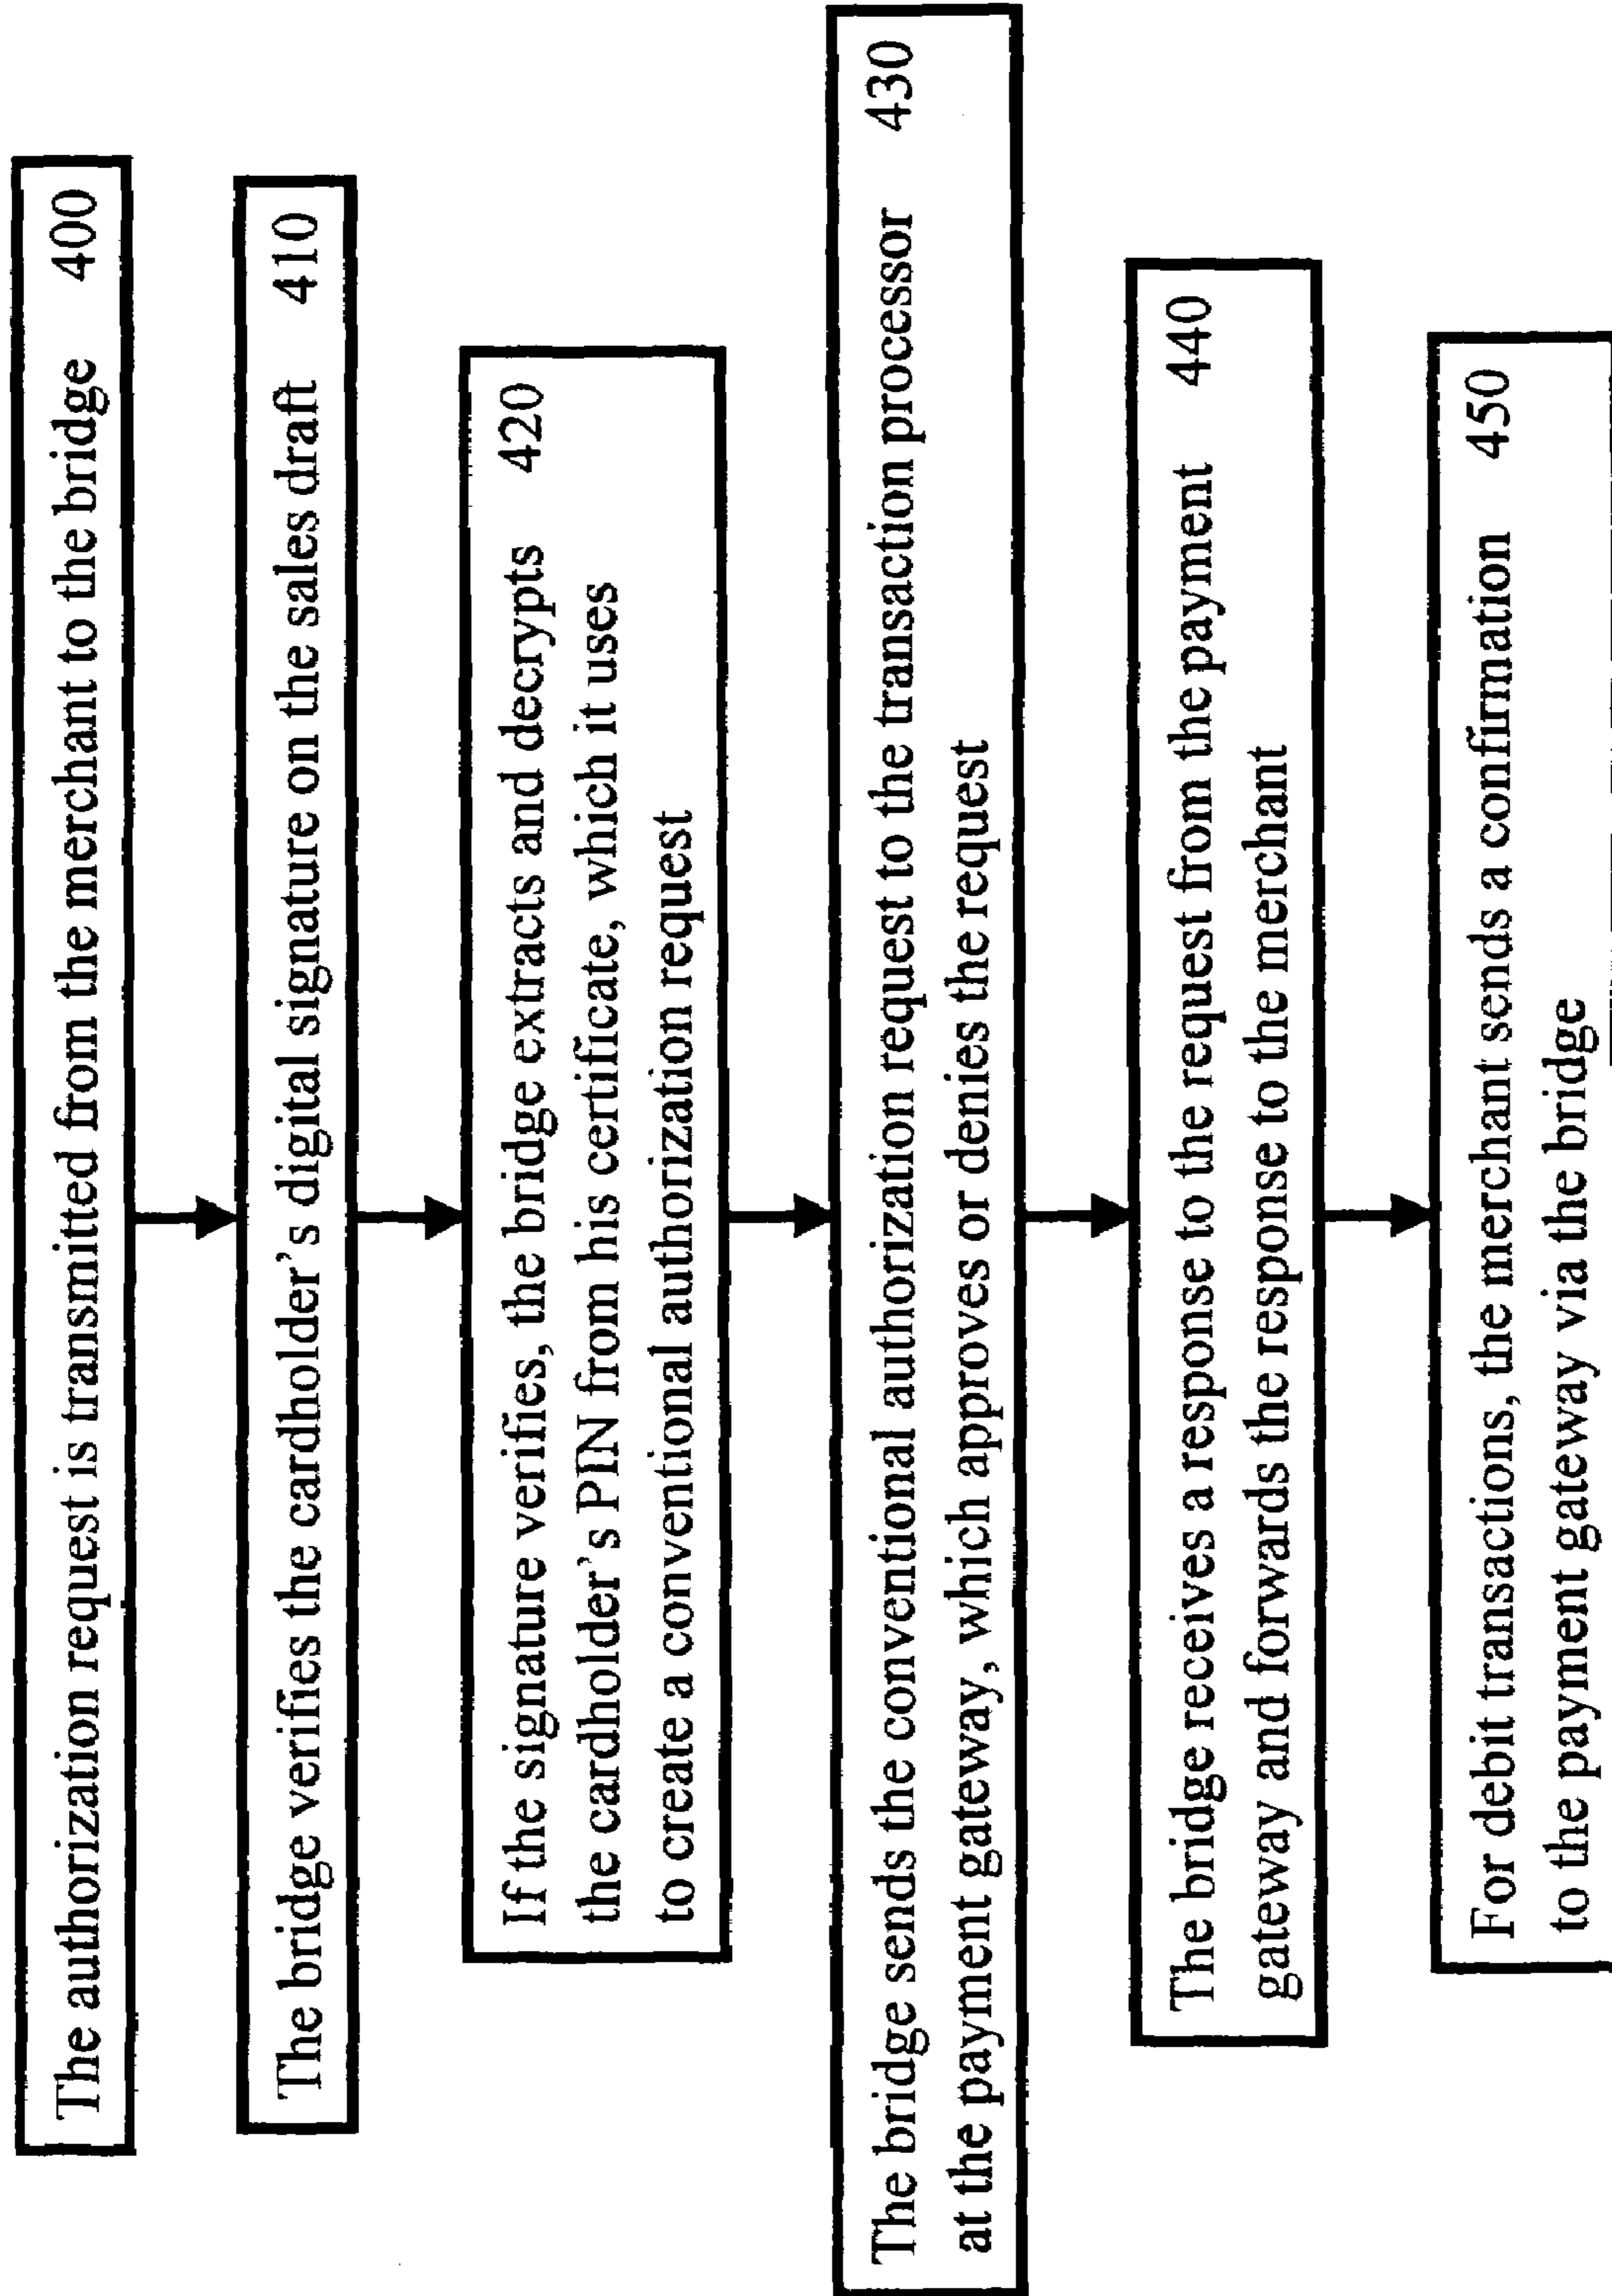 The authorization request is transmitted from the merchant to the bridge 400
The bridge verifies the cardholder's digital signature on the sales draft 410
If the signature verifies, the bridge extracts and decrypts 420
the cardholder's PIN from his certificate, which it uses
to create a conventional authorization request
The bridge sends the conventional authorization request to the transaction processor 430
at the payment gateway, which approves or denies the request
The bridge receives a response to the request from the payment 440
gateway and forwards the response to the merchant
For debit transactions, the merchant sends a confirmation 450
to the payment gateway via the bridge